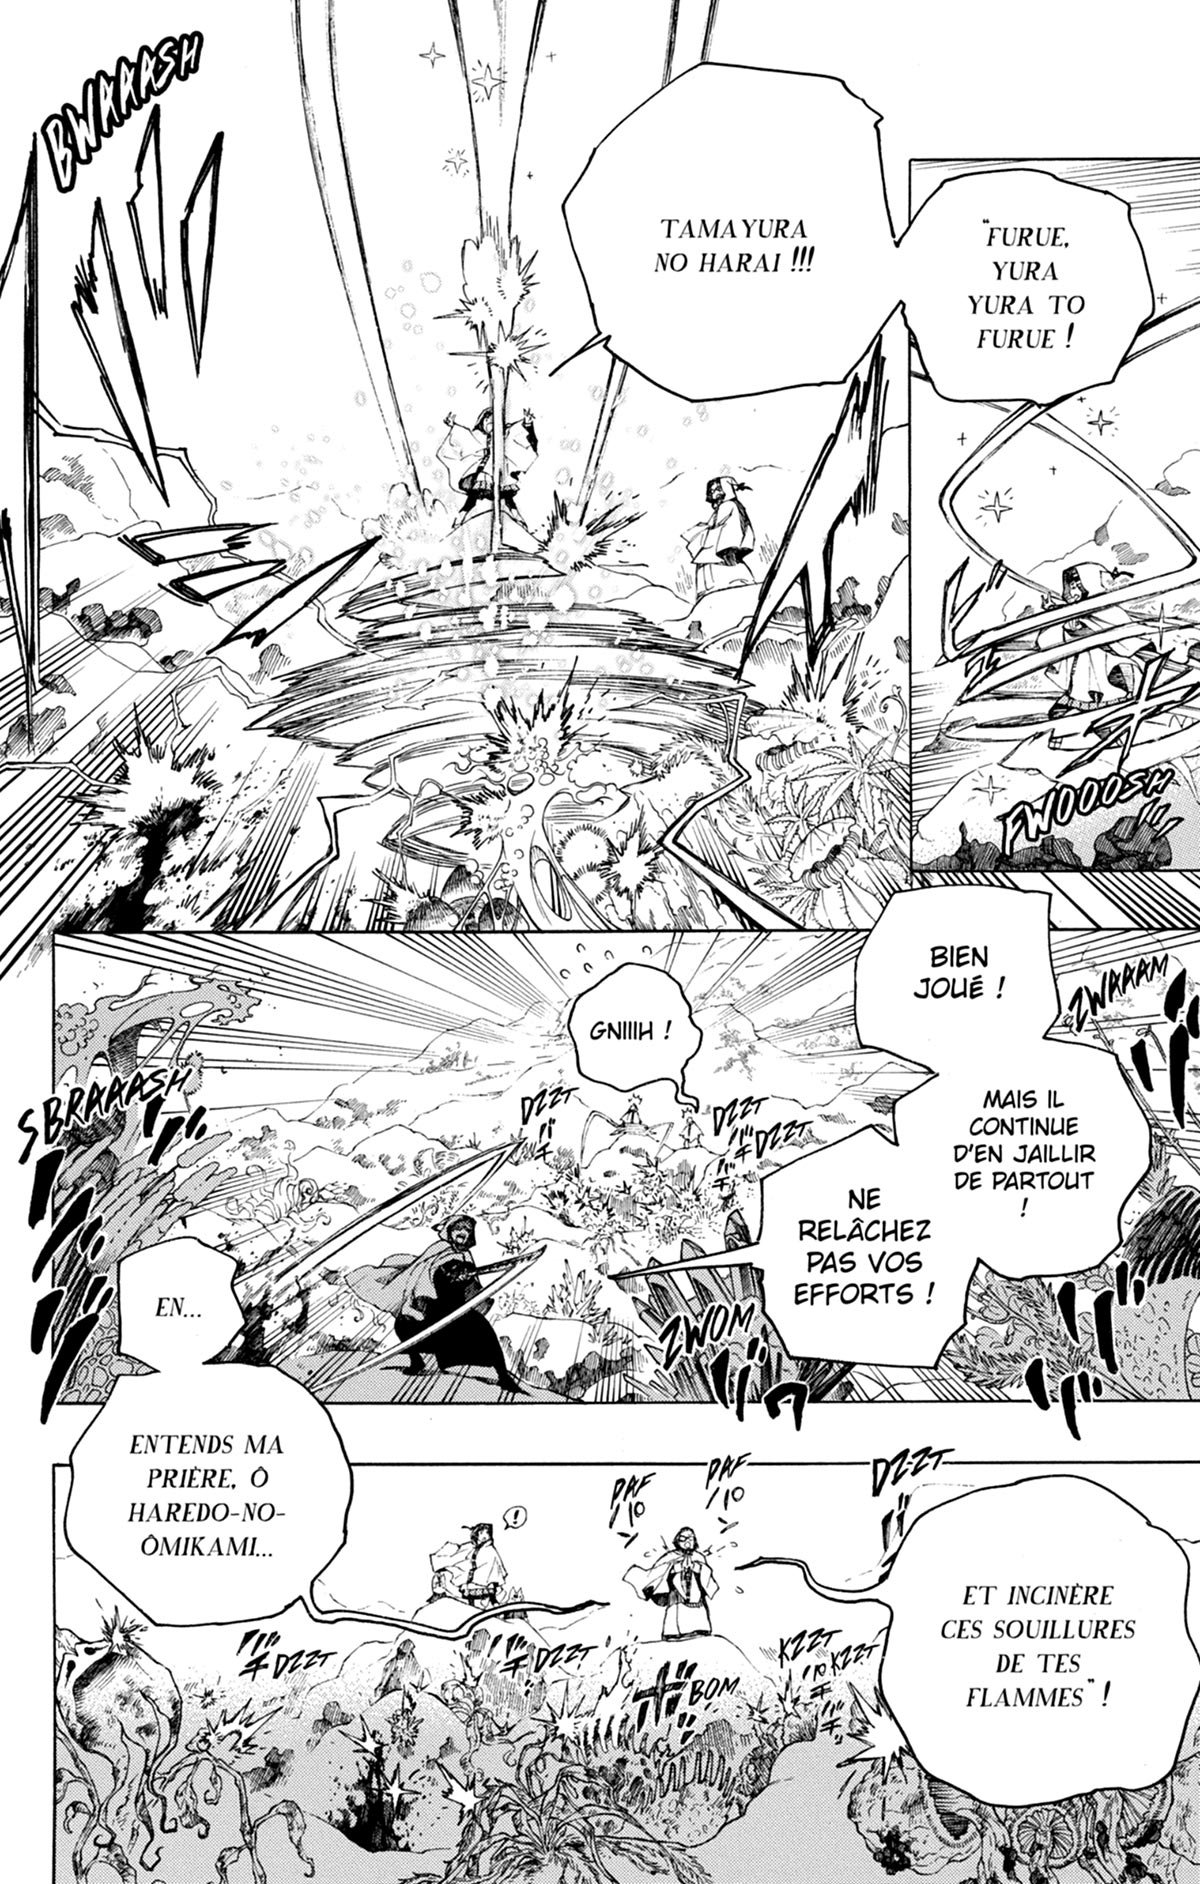 "FURUE,
YURA
YURA TO
FURUE !
FWOOOSH
TAMAYURA
NO HARAI !!!
BWAAAASH
BIEN
JOUÉ !
ZWAAAM
MAIS IL
CONTINUE
D'EN JAILLIR
DE PARTOUT
!
NE
RELÂCHEZ
PAS VOS
EFFORTS !
GNIIIH !
DZZT
DZZT
DZZT
SBRAAASH
ZWOM
EN...
ENTENDS MA
PRIÈRE, Ô
HAREDO-NO-
ÔMIKAMI...
!
PAF
PAF
DZZT
DZZT
DZZT
BOM
KZZT
KZZT
ET INCINÈRE
CES SOUILLURES
DE TES
FLAMMES" !